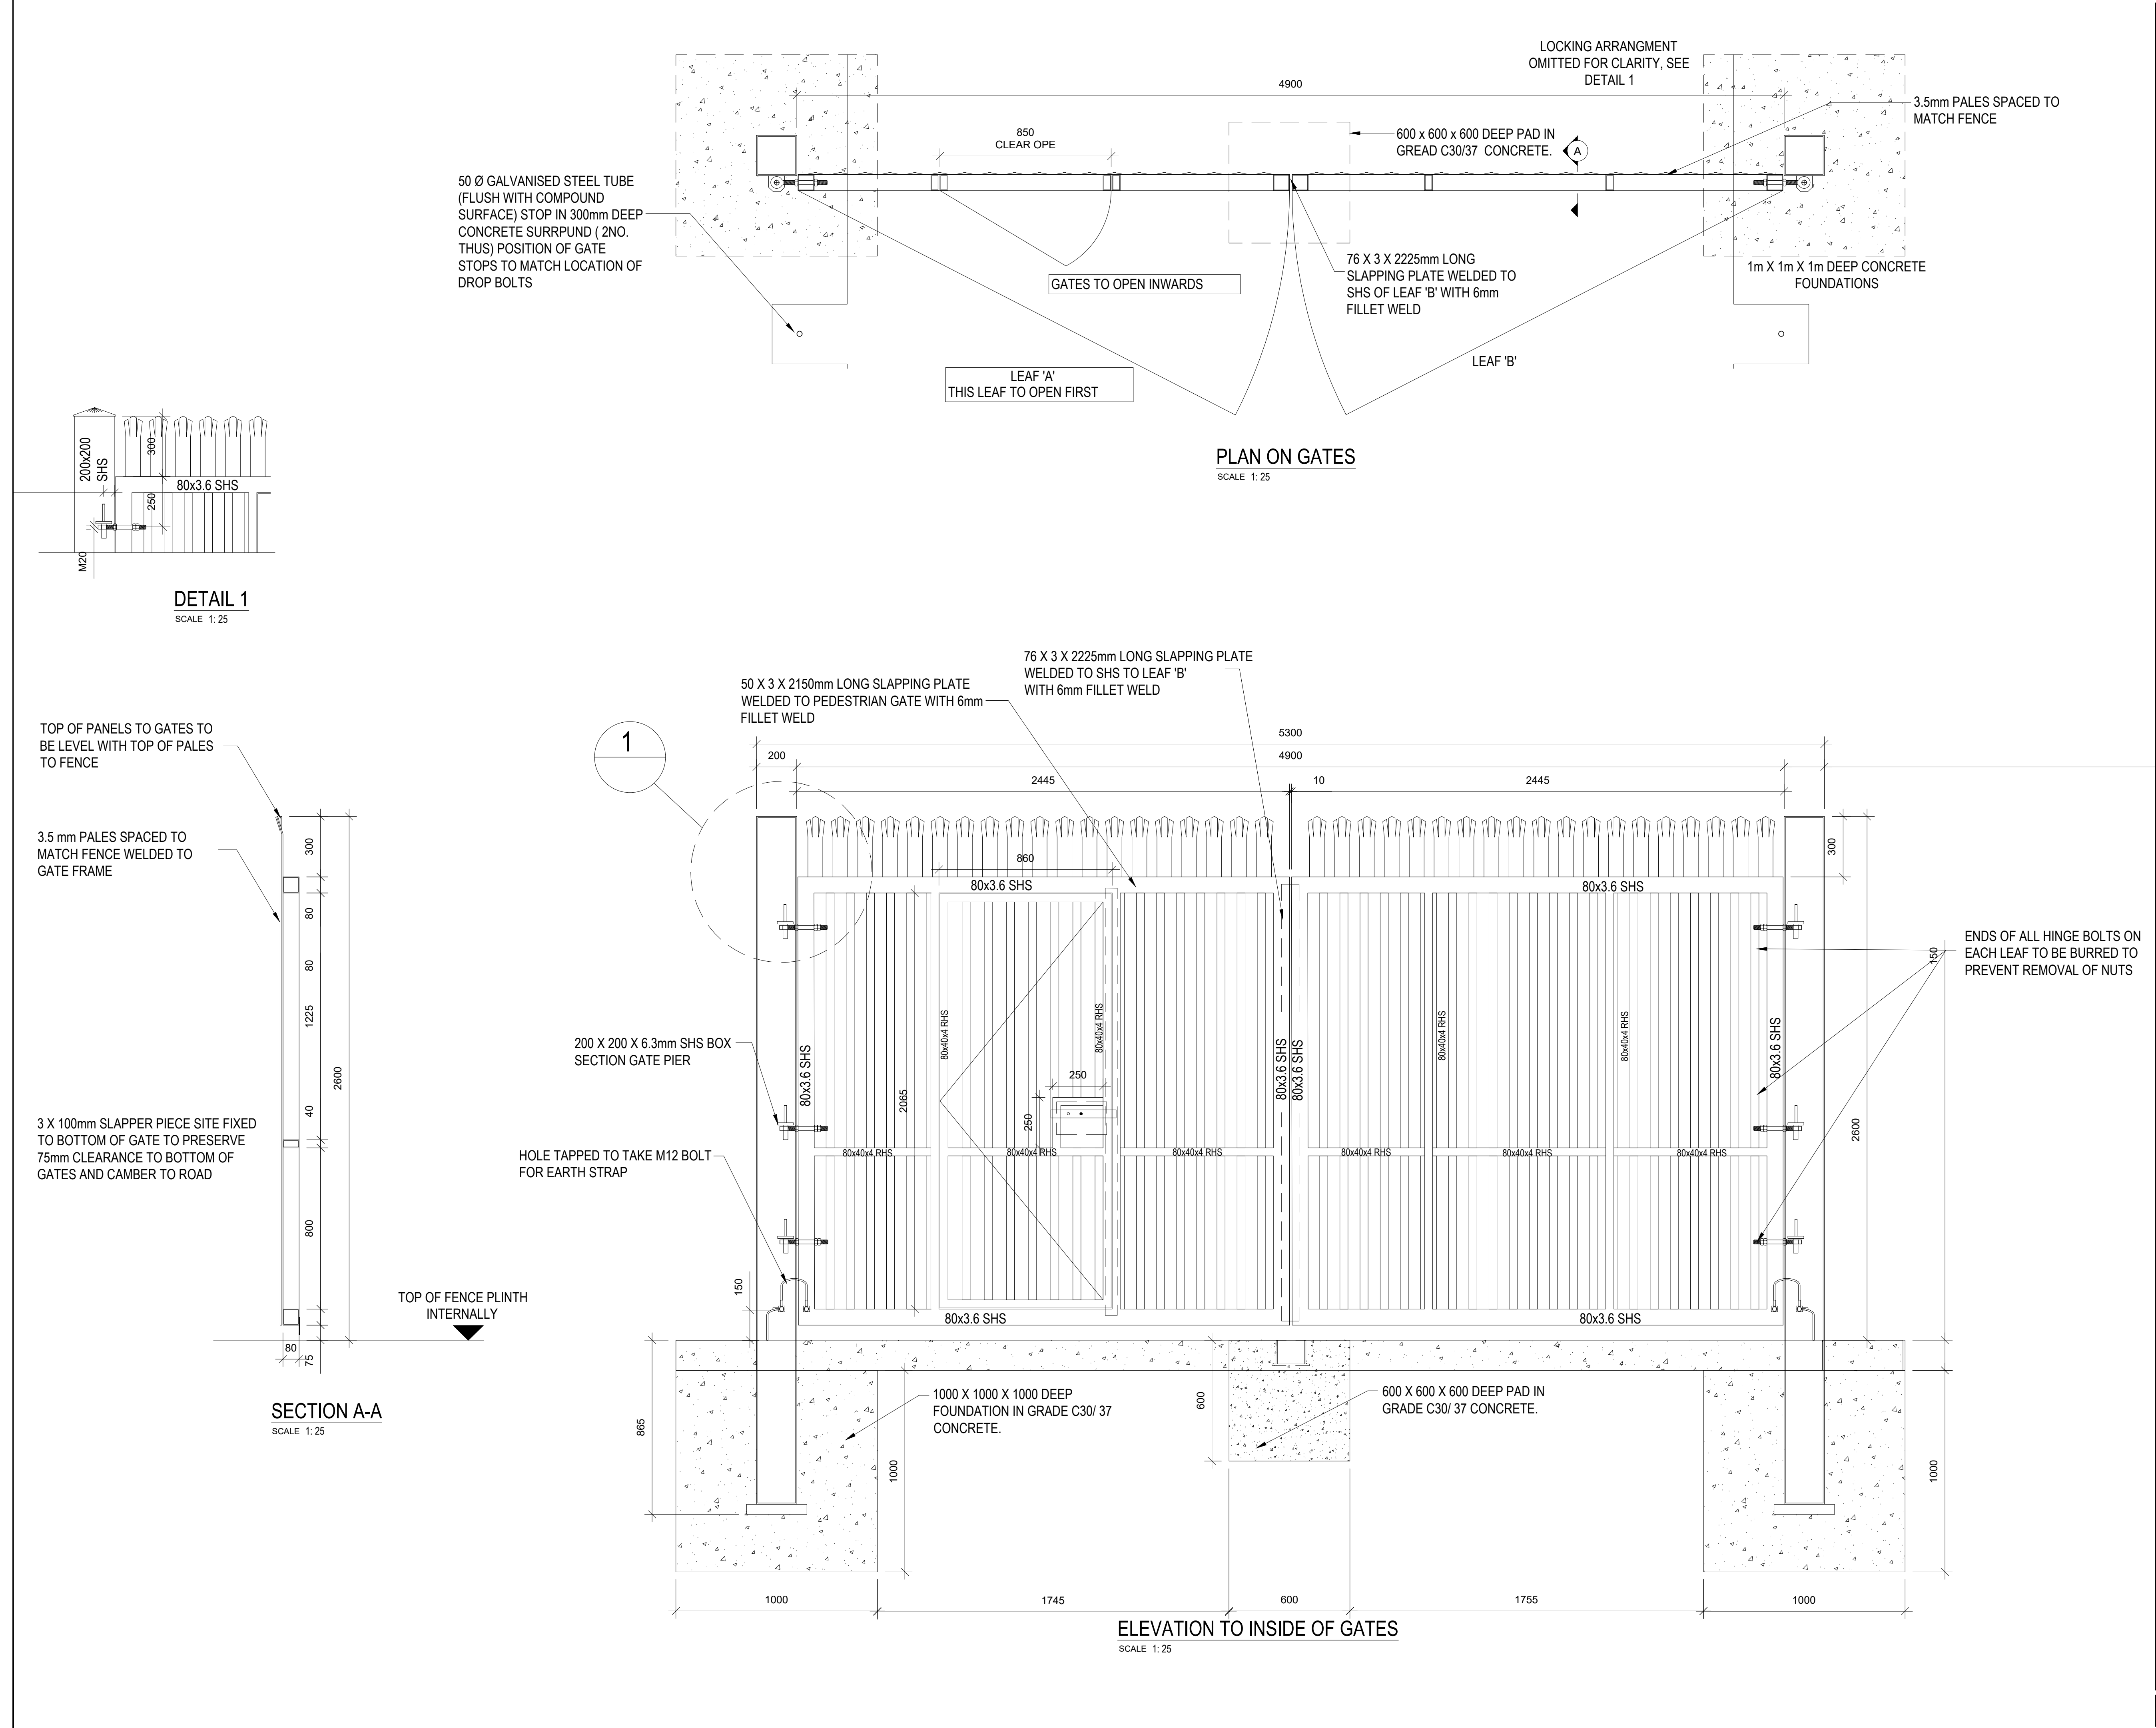 LOCKING ARRANGMENT
OMITTED FOR CLARITY, SEE
DETAIL 1
4900
3.5mm PALES SPACED TO
MATCH FENCE
850
CLEAR OPE
600 x 600 x 600 DEEP PAD IN
GREAD C30/37 CONCRETE.
A
50 Ø GALVANISED STEEL TUBE
(FLUSH WITH COMPOUND
SURFACE) STOP IN 300mm DEEP
CONCRETE SURRPUND ( 2NO.
THUS) POSITION OF GATE
STOPS TO MATCH LOCATION OF
DROP BOLTS
GATES TO OPEN INWARDS
76 X 3 X 2225mm LONG
SLAPPING PLATE WELDED TO
SHS OF LEAF 'B' WITH 6mm
FILLET WELD
1m X 1m X 1m DEEP CONCRETE
FOUNDATIONS
LEAF 'A'
THIS LEAF TO OPEN FIRST
LEAF 'B'
PLAN ON GATES
SCALE 1: 25
200x200
SHS
300
80x3.6 SHS
250
M20
DETAIL 1
SCALE 1: 25
TOP OF PANELS TO GATES TO
BE LEVEL WITH TOP OF PALES
TO FENCE
3.5 mm PALES SPACED TO
MATCH FENCE WELDED TO
GATE FRAME
3 X 100mm SLAPPER PIECE SITE FIXED
TO BOTTOM OF GATE TO PRESERVE
75mm CLEARANCE TO BOTTOM OF
GATES AND CAMBER TO ROAD
300
80
80
1225
40
800
2600
80
75
TOP OF FENCE PLINTH
INTERNALLY
SECTION A-A
SCALE 1: 25
76 X 3 X 2225mm LONG SLAPPING PLATE
WELDED TO SHS TO LEAF 'B'
WITH 6mm FILLET WELD
50 X 3 X 2150mm LONG SLAPPING PLATE
WELDED TO PEDESTRIAN GATE WITH 6mm
FILLET WELD
1
5300
200
4900
2445
10
2445
300
860
80x3.6 SHS
80x3.6 SHS
ENDS OF ALL HINGE BOLTS ON
EACH LEAF TO BE BURRED TO
PREVENT REMOVAL OF NUTS
150
200 X 200 X 6.3mm SHS BOX
SECTION GATE PIER
80x3.6 SHS
2065
80x40x4 RHS
80x40x4 RHS
250
250
80x3.6 SHS
80x3.6 SHS
80x40x4 RHS
80x40x4 RHS
80x3.6 SHS
2600
HOLE TAPPED TO TAKE M12 BOLT
FOR EARTH STRAP
80x40x4 RHS
80x40x4 RHS
80x40x4 RHS
80x40x4 RHS
80x40x4 RHS
80x40x4 RHS
150
80x3.6 SHS
80x3.6 SHS
865
1000 X 1000 X 1000 DEEP
FOUNDATION IN GRADE C30/ 37
CONCRETE.
1000
600
600 X 600 X 600 DEEP PAD IN
GRADE C30/ 37 CONCRETE.
1000
1000
1745
600
1755
1000
ELEVATION TO INSIDE OF GATES
SCALE 1: 25